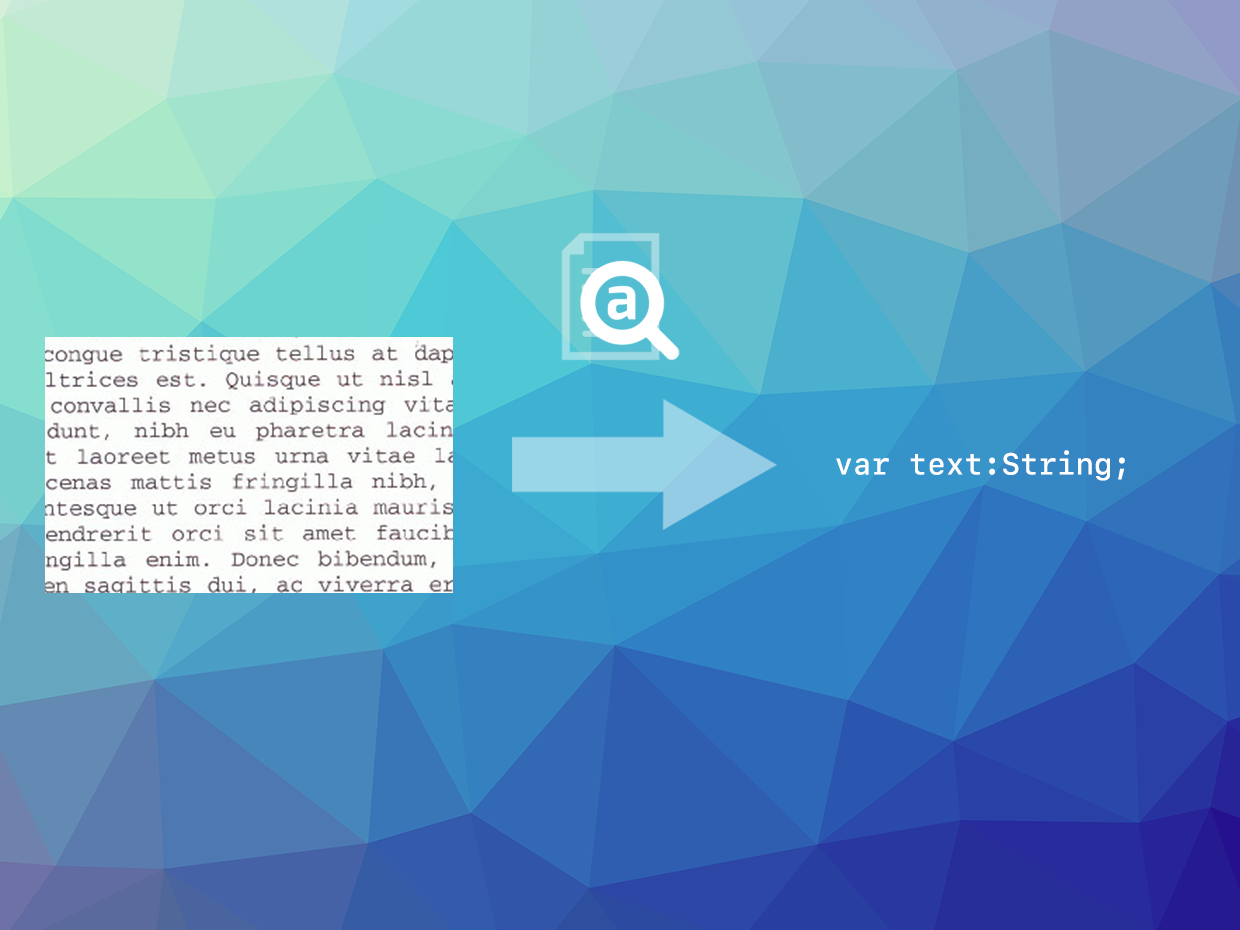 congue tristique tellus at dap
ltrices est. Quisque ut nisl
convallis nec adipiscing vita
dunt, nibh eu pharetra lacin
t laoreet metus urna vitae la
cenas mattis fringilla nibh,
ntesque ut orci lacinia mauris
endrerit orci sit amet faucib
ngilla enim. Donec bibendum,
en sagittis dui, ac viverra er
a
var text:String;